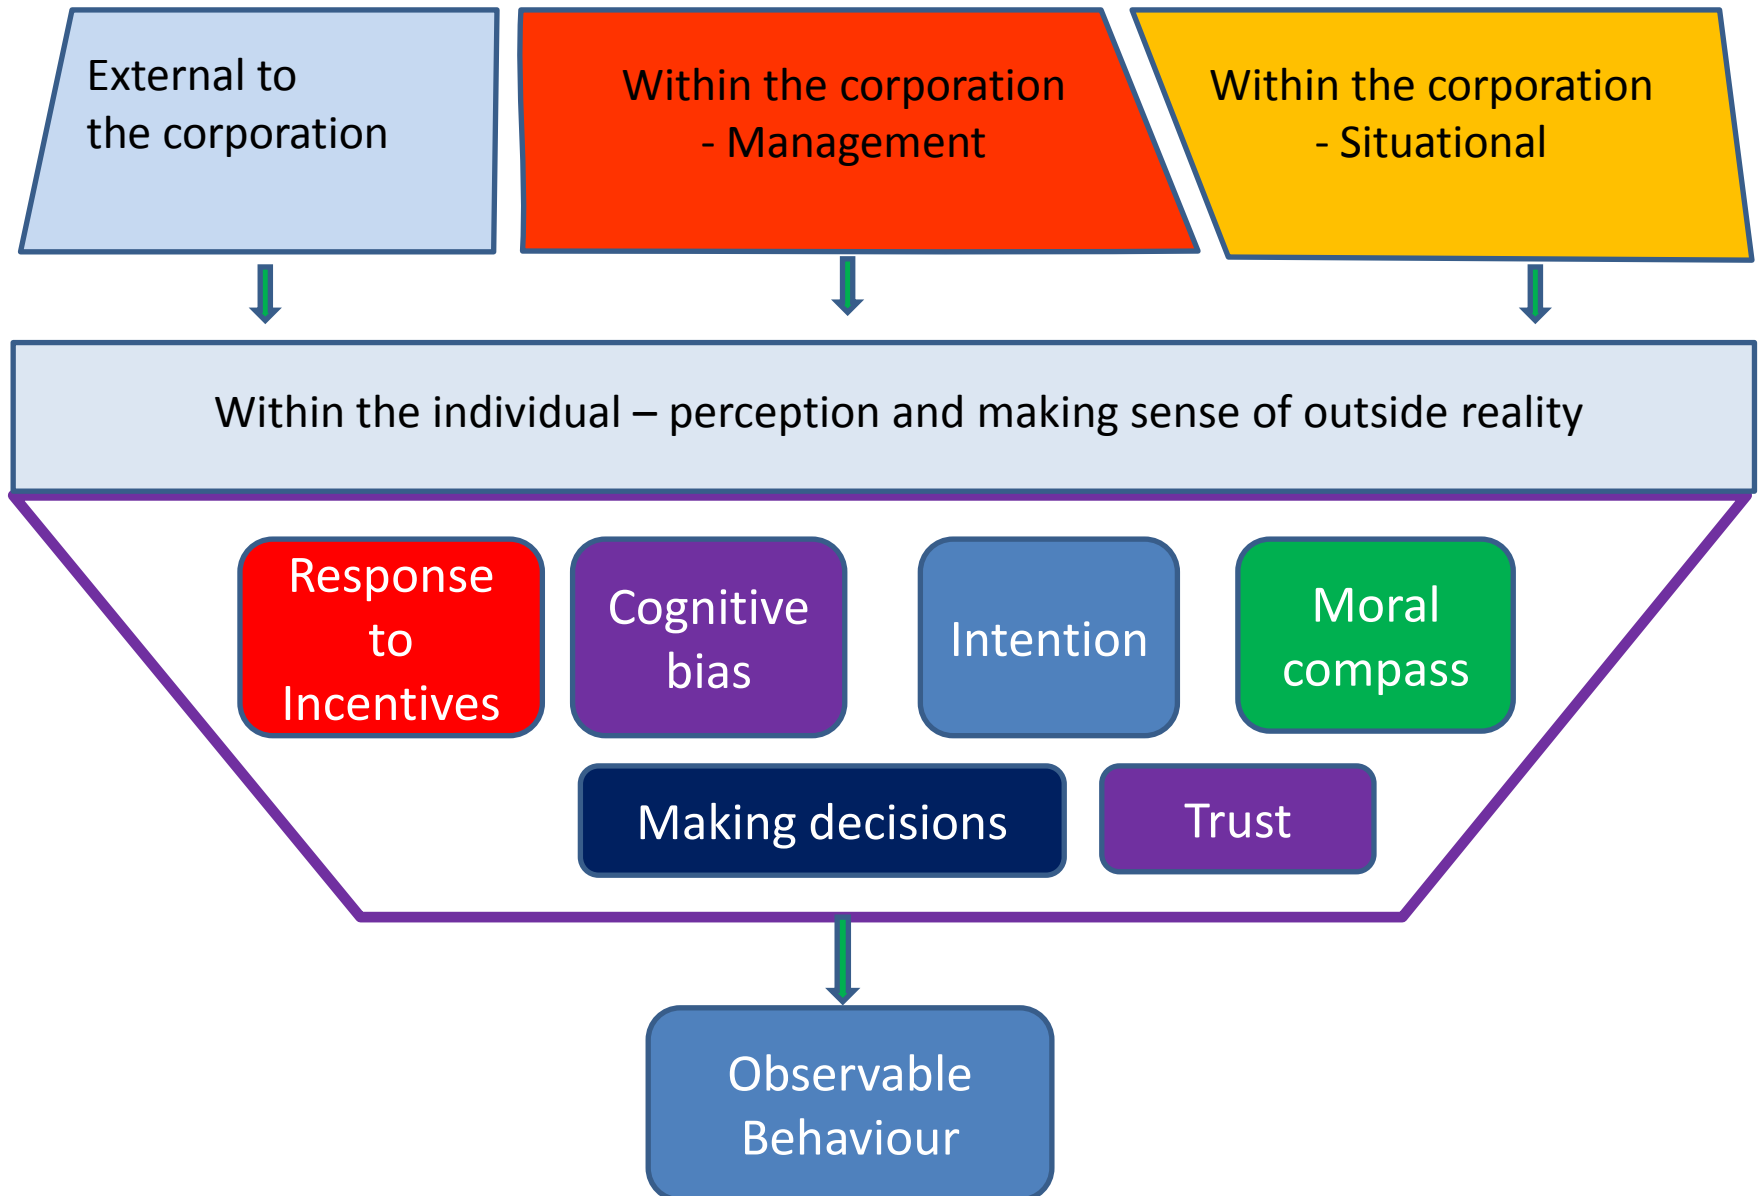 External to
the corporation
Within the corporation
- Management
Within the corporation
- Situational
Within the individual – perception and making sense of outside reality
Response
to
Incentives
Cognitive
bias
Intention
Moral
compass
Making decisions
Trust
Observable
Behaviour